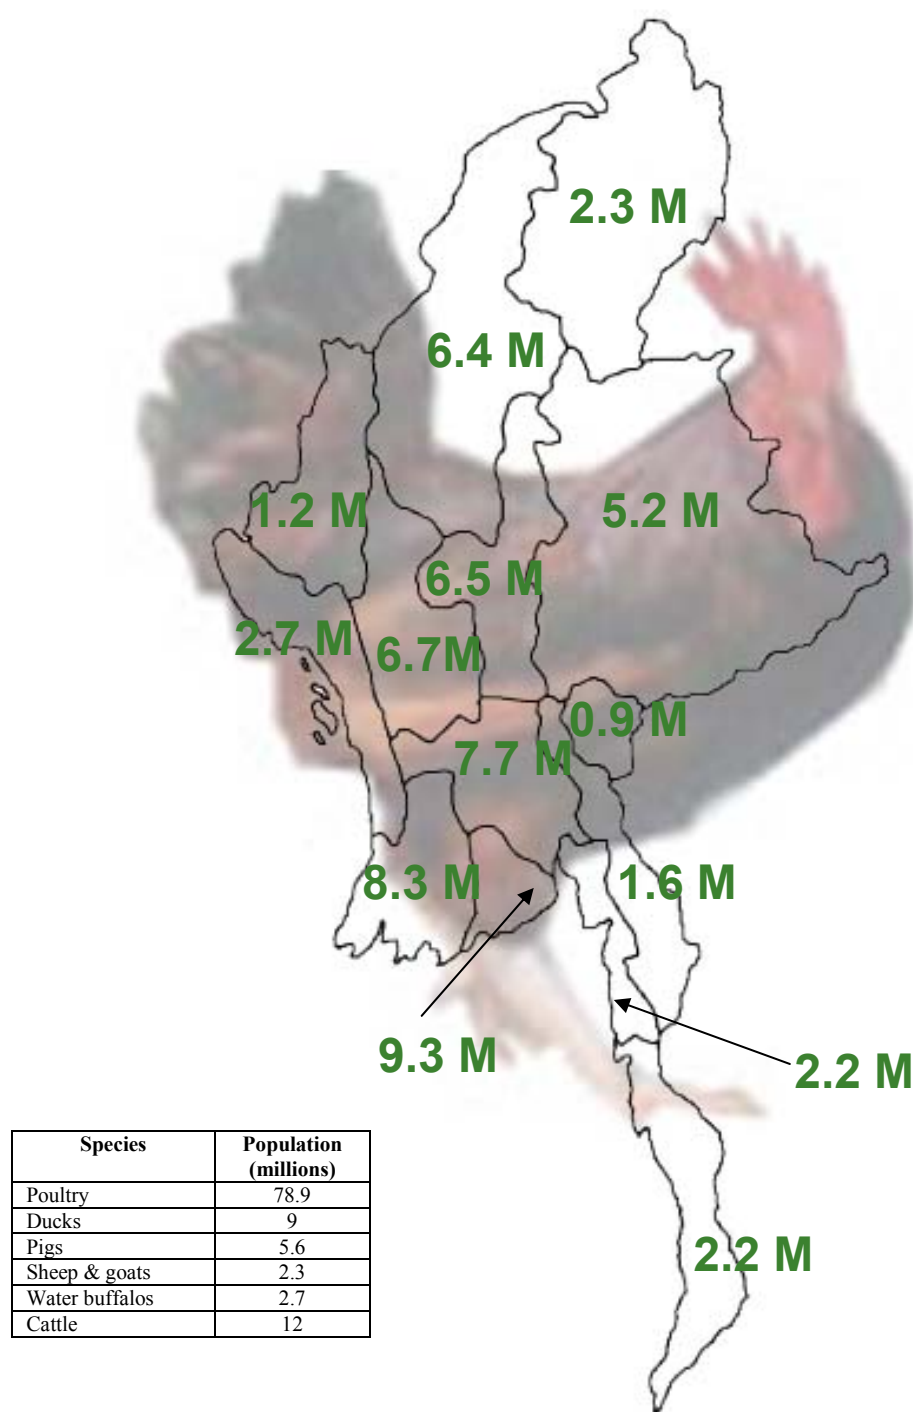 2.3 M
6.4 M
1.2 M
5.2 M
6.5 M
2.7 M
6.7M
0.9 M
7.7 M
8.3 M
1.6 M
9.3 M
2.2 M
2.2 M
Species Population
(millions)
Poultry 78.9
Ducks 9
Pigs 5.6
Sheep & goats 2.3
Water buffalos 2.7
Cattle 12